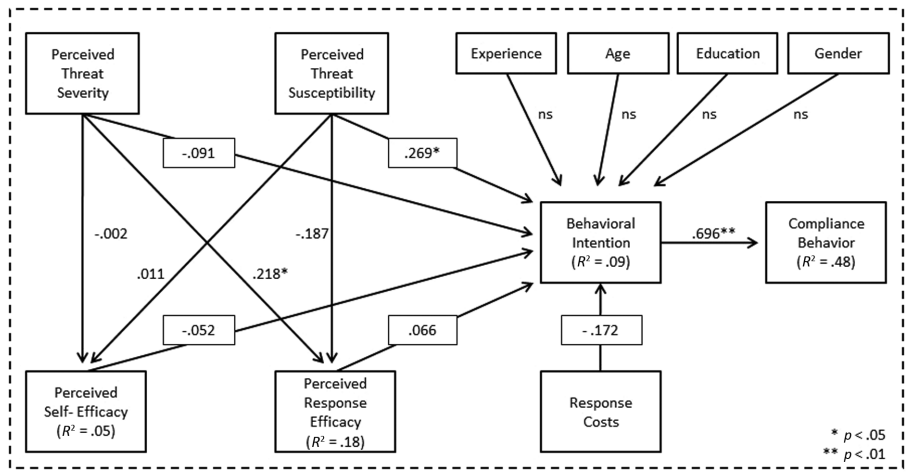 Perceived
Threat
Severity
Perceived
Threat
Susceptibility
Experience
Age
Education
Gender
ns
ns
ns
ns
-.091
.269*
-.002
.011
.218*
-.187
Behavioral
Intention
(R² = .09)
.696**
Compliance
Behavior
(R² = .48)
-.052
.066
- .172
Perceived
Self- Efficacy
(R² = .05)
Perceived
Response
Efficacy
(R² = .18)
Response
Costs
* p < .05
** p < .01